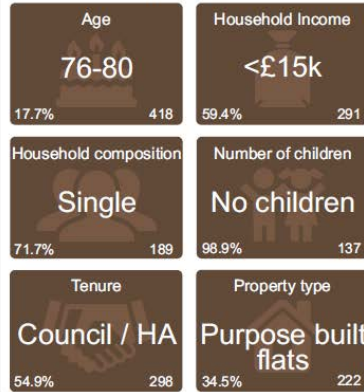 Age
76-80
17.7% 418
Household Income
<£15k
59.4% 291
Household composition
Single
71.7% 189
Number of children
No children
98.9% 137
Tenure
Council / HA
54.9% 298
Property type
Purpose built
flats
34.5% 222